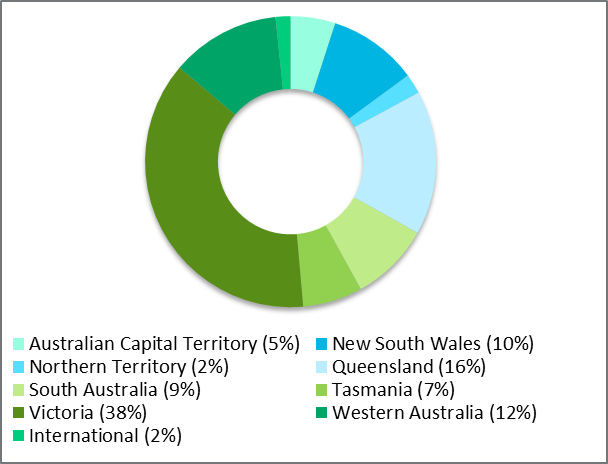 Australian Capital Territory (5%) New South Wales (10%)
Northern Territory (2%) Queensland (16%)
South Australia (9%) Tasmania (7%)
Victoria (38%) Western Australia (12%)
International (2%)